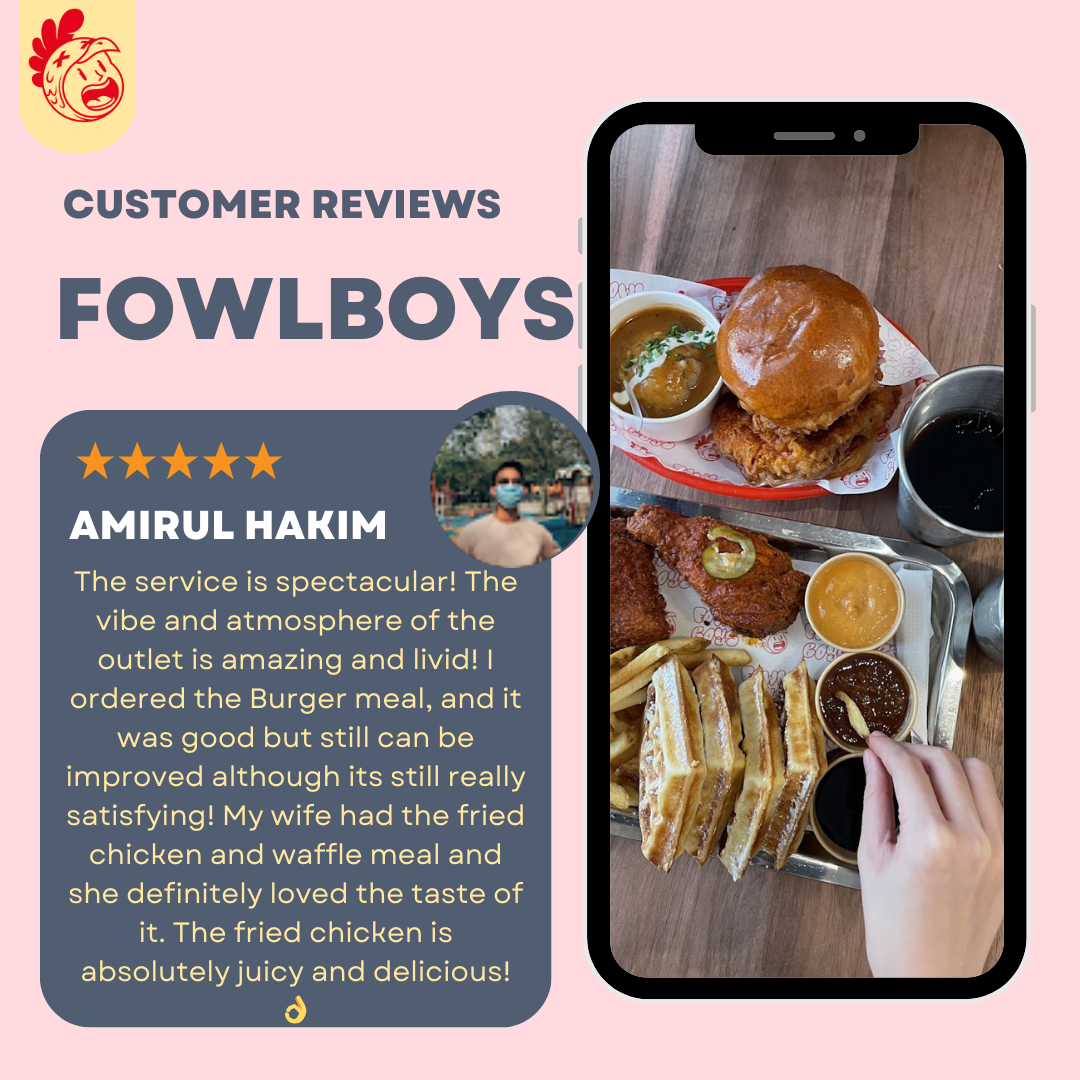 CUSTOMER REVIEWS
FOWLBOYS
AMIRUL HAKIM
The service is spectacular! The
vibe and atmosphere of the
outlet is amazing and livid! I
ordered the Burger meal, and it
was good but still can be
improved although its still really
satisfying! My wife had the fried
chicken and waffle meal and
she definitely loved the taste of
it. The fried chicken is
absolutely juicy and delicious!
👌